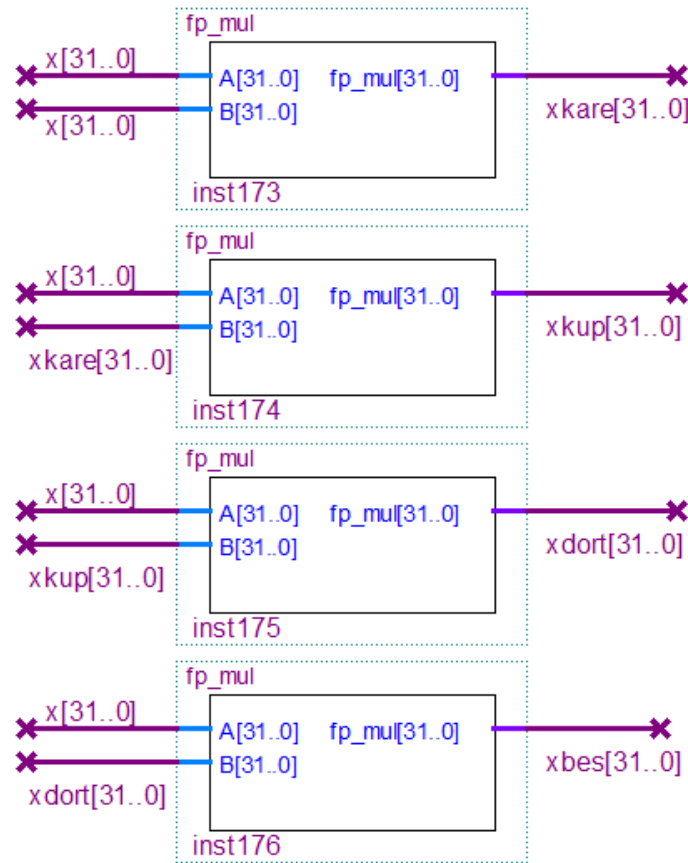 fp_mul
x[31..0]
A[31..0] fp_mul[31..0]
x[31..0]
B[31..0]
xkare[31..0]
inst173
fp_mul
x[31..0]
A[31..0] fp_mul[31..0]
B[31..0]
xkare[31..0]
xkup[31..0]
inst174
fp_mul
x[31..0]
A[31..0] fp_mul[31..0]
B[31..0]
xkup[31..0]
xdort[31..0]
inst175
fp_mul
x[31..0]
A[31..0] fp_mul[31..0]
B[31..0]
xdort[31..0]
xbes[31..0]
inst176